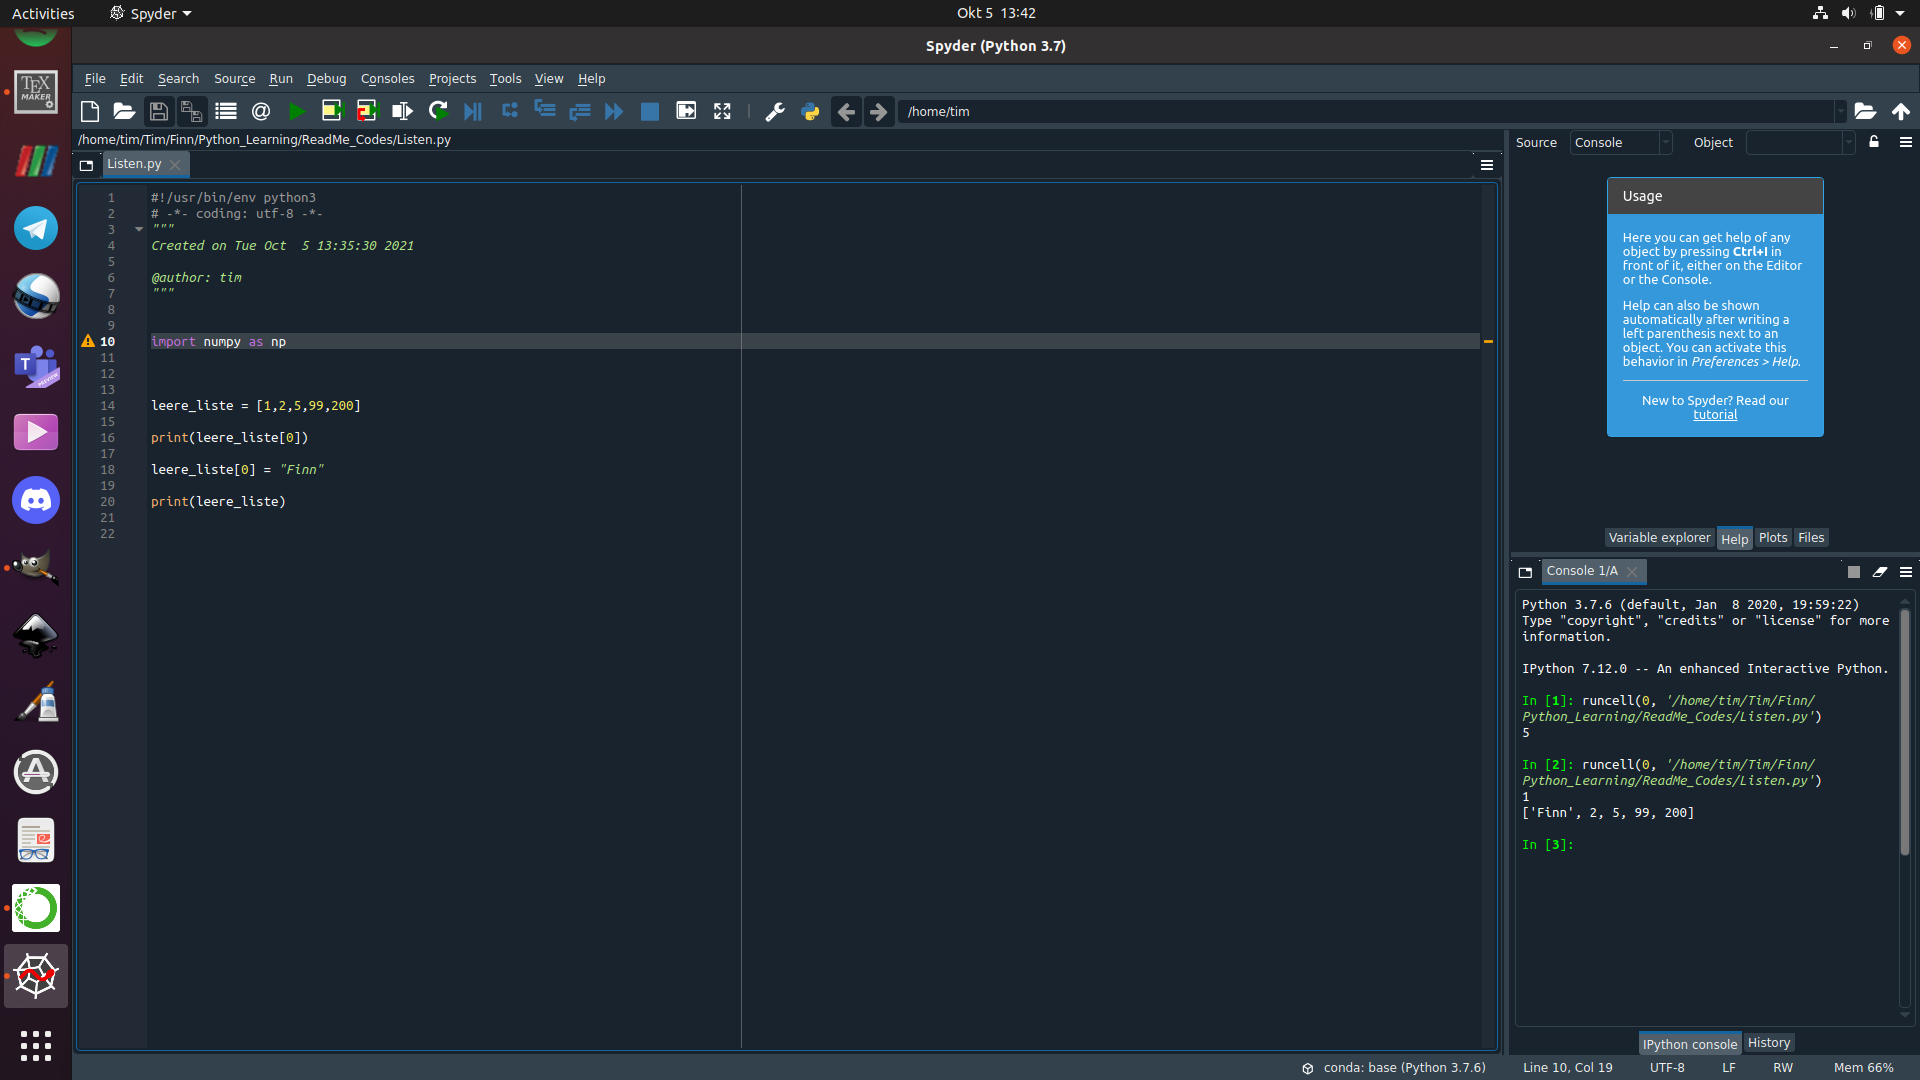 Activities
Spyder
Okt 5 13:42
Spyder (Python 3.7)
File Edit Search Source Run Debug Consoles Projects Tools View Help
/home/tim
/home/tim/Tim/Finn/Python_Learning/ReadMe_Codes/Listen.py
Listen.py
1 #!/usr/bin/env python3
2 # -*- coding: utf-8 -*-
3 """
4 Created on Tue Oct  5 13:35:30 2021
5
6 @author: tim
7 """
8
9
10 import numpy as np
11
12
13
14 leere_liste = [1,2,5,99,200]
15
16 print(leere_liste[0])
17
18 leere_liste[0] = "Finn"
19
20 print(leere_liste)
21
22
Source Console Object
Usage
Here you can get help of any
object by pressing Ctrl+I in
front of it, either on the Editor
or the Console.
Help can also be shown
automatically after writing a
left parenthesis next to an
object. You can activate this
behavior in Preferences > Help.
New to Spyder? Read our
tutorial
Variable explorer Help Plots Files
Console 1/A
Python 3.7.6 (default, Jan  8 2020, 19:59:22)
Type "copyright", "credits" or "license" for more
information.
IPython 7.12.0 -- An enhanced Interactive Python.
In [1]: runcell(0, '/home/tim/Tim/Finn/
Python_Learning/ReadMe_Codes/Listen.py')
5
In [2]: runcell(0, '/home/tim/Tim/Finn/
Python_Learning/ReadMe_Codes/Listen.py')
1
['Finn', 2, 5, 99, 200]
In [3]:
IPython console History
conda: base (Python 3.7.6) Line 10, Col 19 UTF-8 LF RW Mem 66%
TEX
MAKER
T
PREVIEW